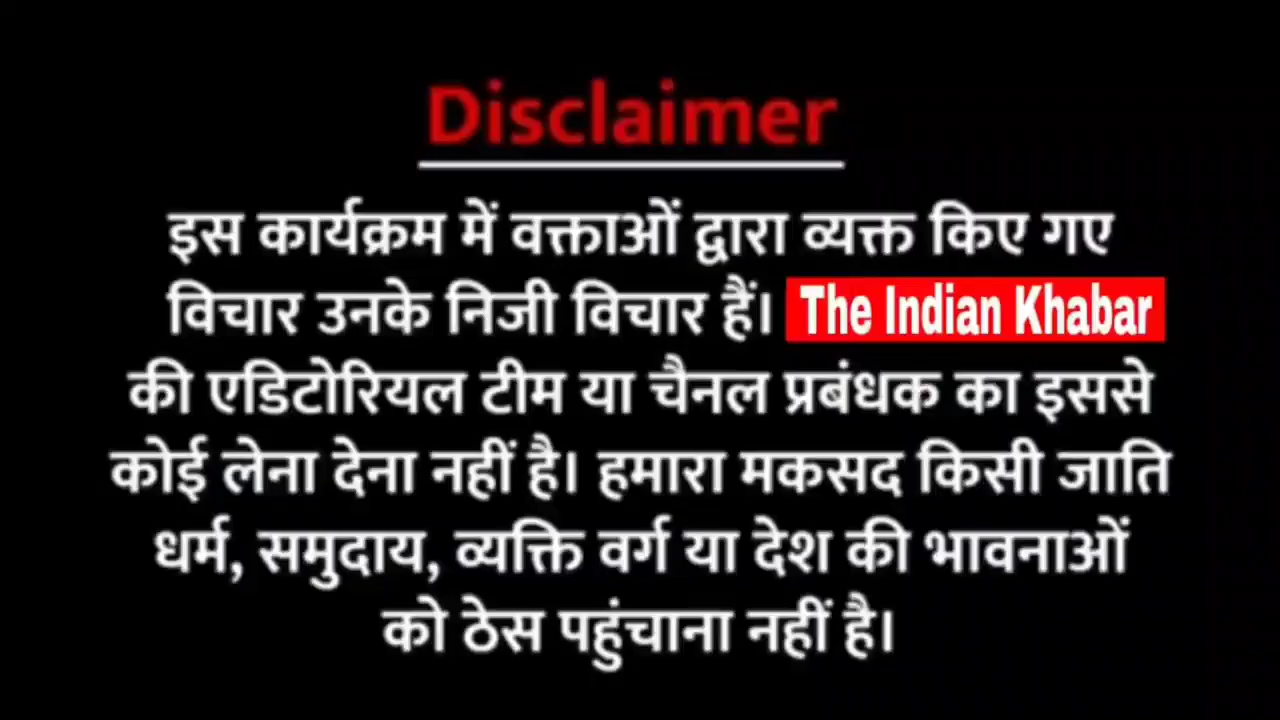 Disclaimer
इस कार्यक्रम में वक्ताओं द्वारा व्यक्त किए गए
विचार उनके निजी विचार हैं। The Indian Khabar
की एडिटोरियल टीम या चैनल प्रबंधक का इससे
कोई लेना देना नहीं है। हमारा मकसद किसी जाति
धर्म, समुदाय, व्यक्ति वर्ग या देश की भावनाओं
को ठेस पहुंचाना नहीं है।